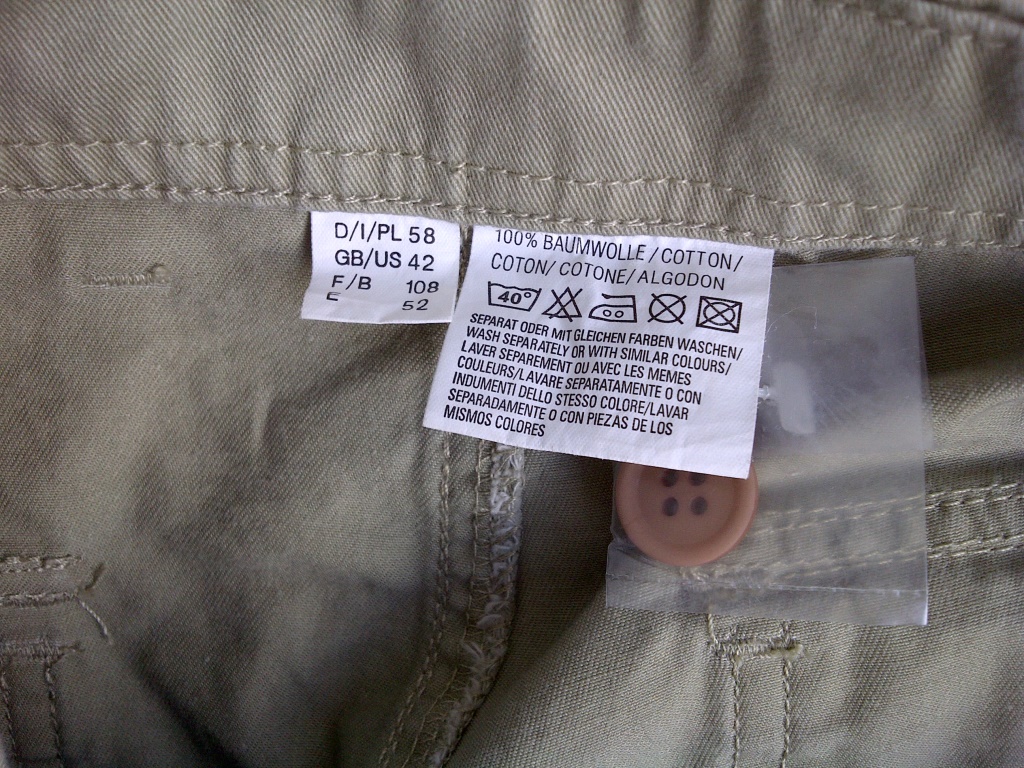 D/I/PL 58
GB/US 42
F/B 108
E 52
100% BAUMWOLLE/COTTON/
COTON/ COTONE/ALGODON
40°
SEPARAT ODER MIT GLEICHEN FARBEN WASCHEN/
WASH SEPARATELY OR WITH SIMILAR COLOURS/
LAVER SEPAREMENT OU AVEC LES MEMES
COULEURS/LAVARE SEPARATAMENTE O CON
INDUMENTI DELLO STESSO COLORE/LAVAR
SEPARADAMENTE O CON PIEZAS DE LOS
MISMOS COLORES